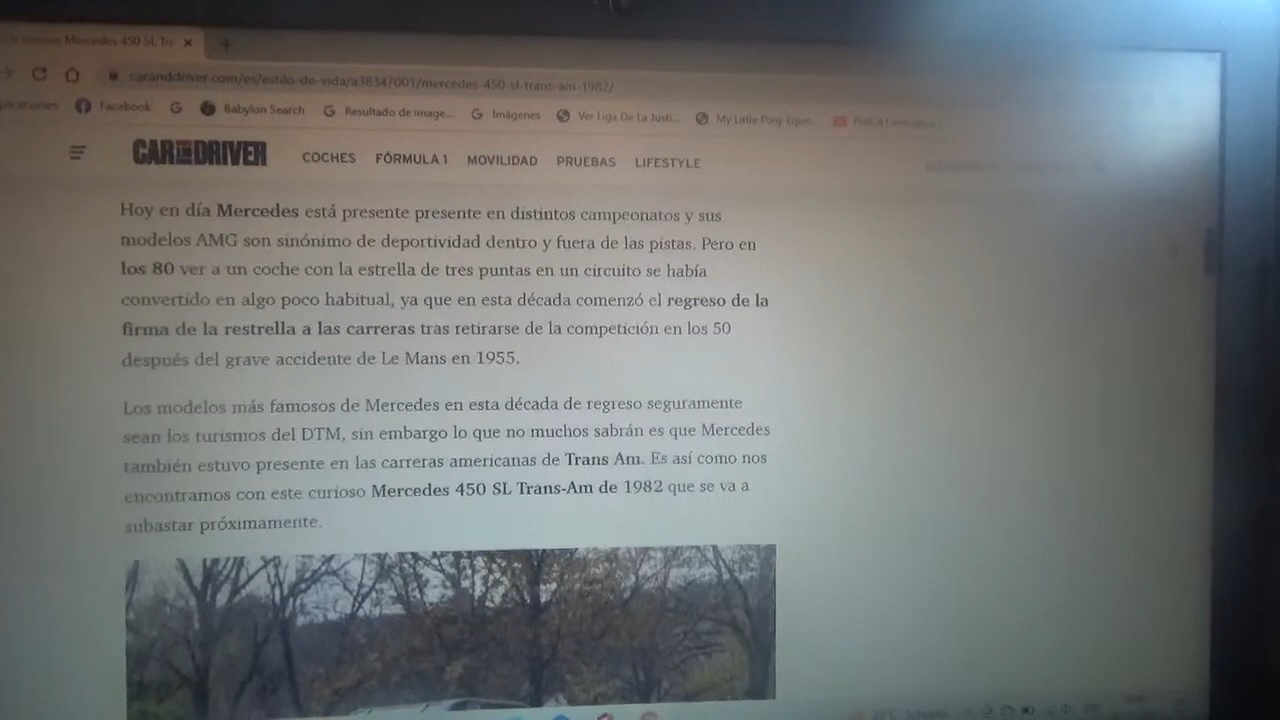 Mercedes 450 SL Tra
caranddriver.com/es/estilo-de-vida/a38347001/mercedes-450-sl-trans-am-1982/
Facebook
Babylon Search
Resultado de image...
Imágenes
Ver Liga De La Justi...
My Little Pony Eque...
CAR AND DRIVER
COCHES FÓRMULA 1 MOVILIDAD PRUEBAS LIFESTYLE
Hoy en día Mercedes está presente presente en distintos campeonatos y sus
modelos AMG son sinónimo de deportividad dentro y fuera de las pistas. Pero en
los 80 ver a un coche con la estrella de tres puntas en un circuito se había
convertido en algo poco habitual, ya que en esta década comenzó el regreso de la
firma de la restrella a las carreras tras retirarse de la competición en los 50
después del grave accidente de Le Mans en 1955.
Los modelos más famosos de Mercedes en esta década de regreso seguramente
sean los turismos del DTM, sin embargo lo que no muchos sabrán es que Mercedes
también estuvo presente en las carreras americanas de Trans Am. Es así como nos
encontramos con este curioso Mercedes 450 SL Trans-Am de 1982 que se va a
subastar próximamente.